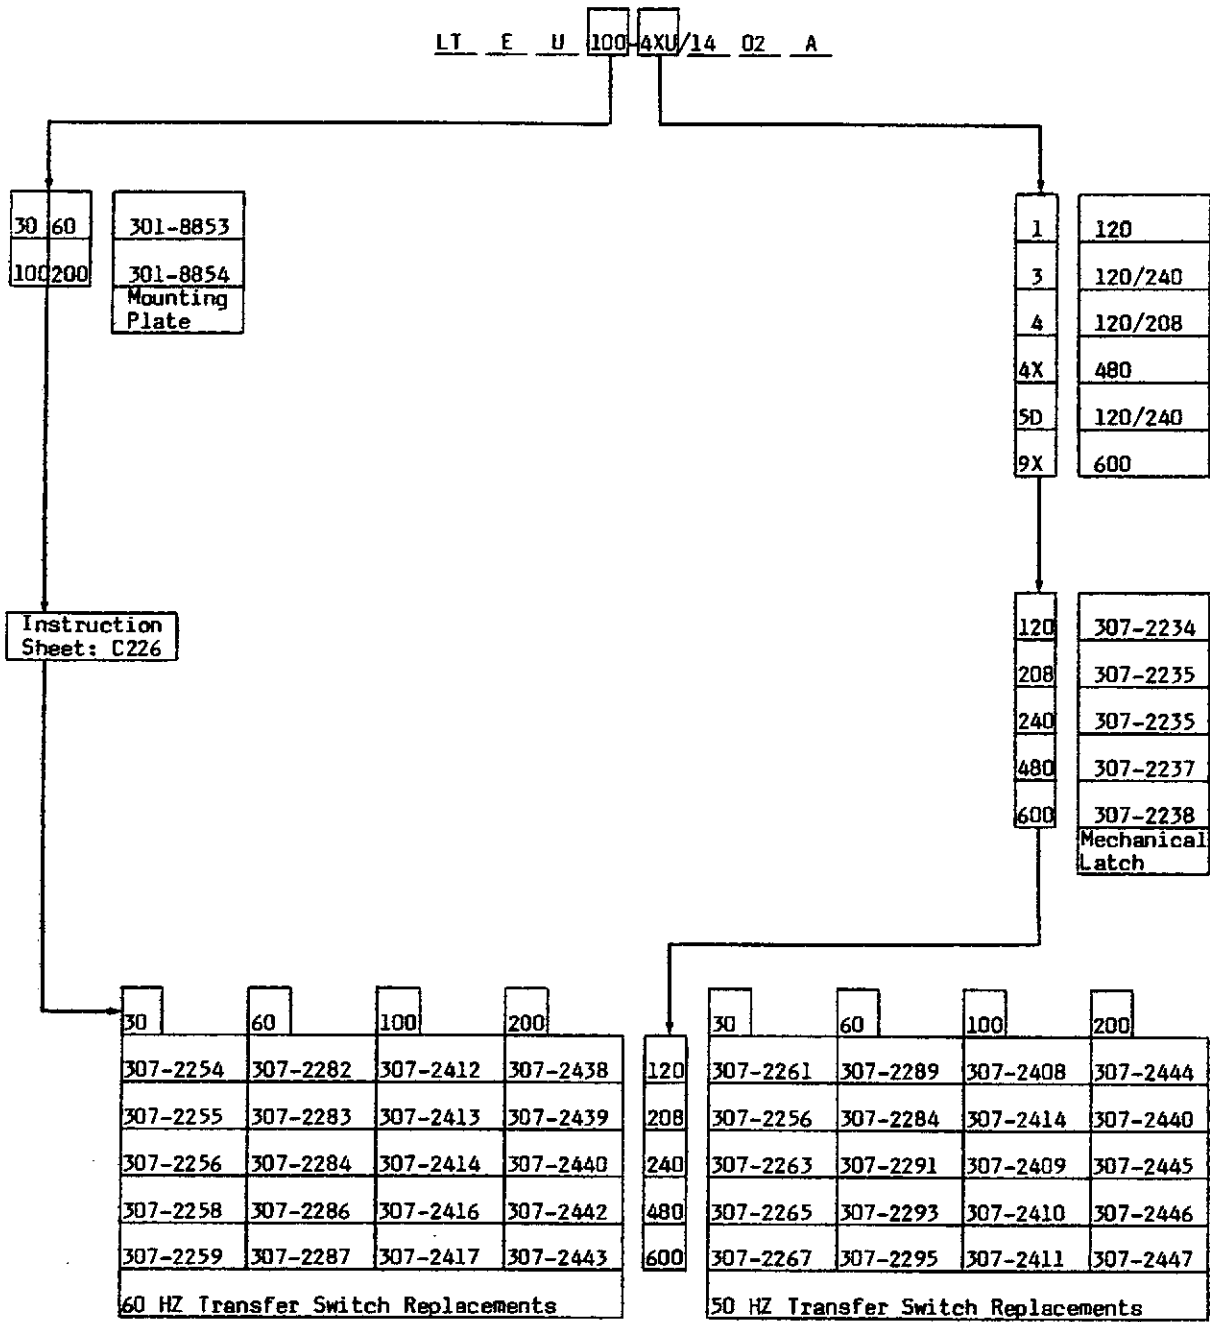 LT E U 100-4XU/14 02 A
30 60 301-8853
100 200 301-8854
Mounting
Plate
1 120
3 120/240
4 120/208
4X 480
5D 120/240
9X 600
Instruction
Sheet: C226
120 307-2234
208 307-2235
240 307-2235
480 307-2237
600 307-2238
Mechanical
Latch
30 60 100 200 30 60 100 200
307-2254 307-2282 307-2412 307-2438 120 307-2261 307-2289 307-2408 307-2444
307-2255 307-2283 307-2413 307-2439 208 307-2256 307-2284 307-2414 307-2440
307-2256 307-2284 307-2414 307-2440 240 307-2263 307-2291 307-2409 307-2445
307-2258 307-2286 307-2416 307-2442 480 307-2265 307-2293 307-2410 307-2446
307-2259 307-2287 307-2417 307-2443 600 307-2267 307-2295 307-2411 307-2447
60 HZ Transfer Switch Replacements 50 HZ Transfer Switch Replacements